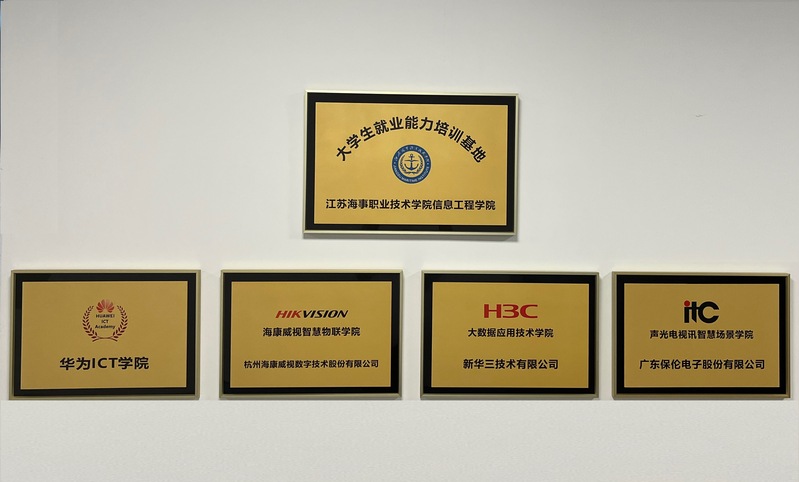 大学生就业能力培训基地
江苏海事职业技术学院信息工程学院
HUAWEI
ICT
Academy
华为ICT学院
HIKVISION
海康威视智慧物联学院
杭州海康威视数字技术股份有限公司
H3C
大数据应用技术学院
新华三技术有限公司
itC
声光电视讯智慧场景学院
广东保伦电子股份有限公司